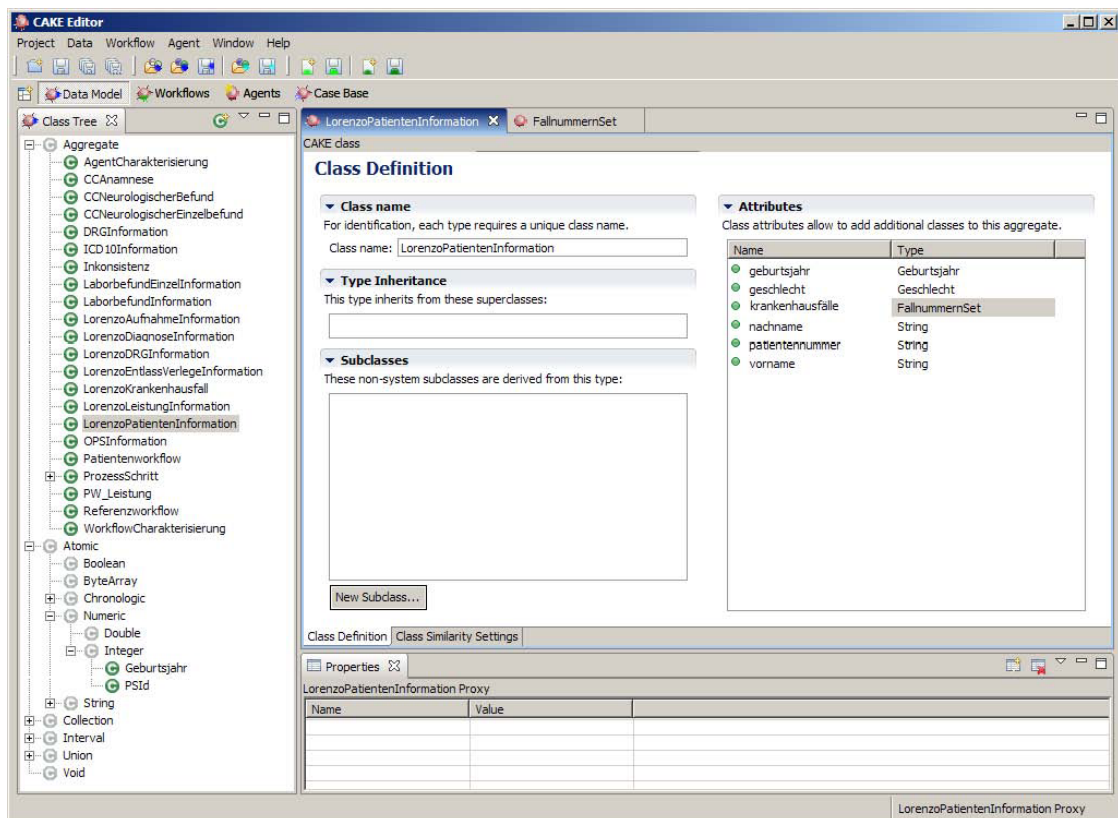 CAKE Editor
Project Data Workflow Agent Window Help
Data Model Workflows Agents Case Base
Class Tree
Aggregate
AgentCharakterisierung
CCAnamnese
CCNeurologischerBefund
CCNeurologischerEinzelbefund
DRGInformation
ICD10Information
Inkonsistenz
LaborbefundEinzelInformation
LaborbefundInformation
LorenzoAufnahmeInformation
LorenzoDiagnoseInformation
LorenzoDRGInformation
LorenzoEntlassVerlegeInformation
LorenzoKrankenhausfall
LorenzoLeistungInformation
LorenzoPatientenInformation
OPSInformation
Patientenworkflow
ProzessSchritt
PW_Leistung
Referenzworkflow
WorkflowCharakterisierung
Atomic
Boolean
ByteArray
Chronologic
Numeric
Double
Integer
Geburtsjahr
PSId
String
Collection
Interval
Union
Void
LorenzoPatientenInformation FallnummernSet
CAKE class
Class Definition
Class name
For identification, each type requires a unique class name.
Class name: LorenzoPatientenInformation
Type Inheritance
This type inherits from these superclasses:
Subclasses
These non-system subclasses are derived from this type:
New Subclass...
Attributes
Class attributes allow to add additional classes to this aggregate.
Name Type
geburtsjahr Geburtsjahr
geschlecht Geschlecht
krankenhausfälle FallnummernSet
nachname String
patientennummer String
vorname String
Class Definition Class Similarity Settings
Properties
LorenzoPatientenInformation Proxy
Name Value
LorenzoPatientenInformation Proxy